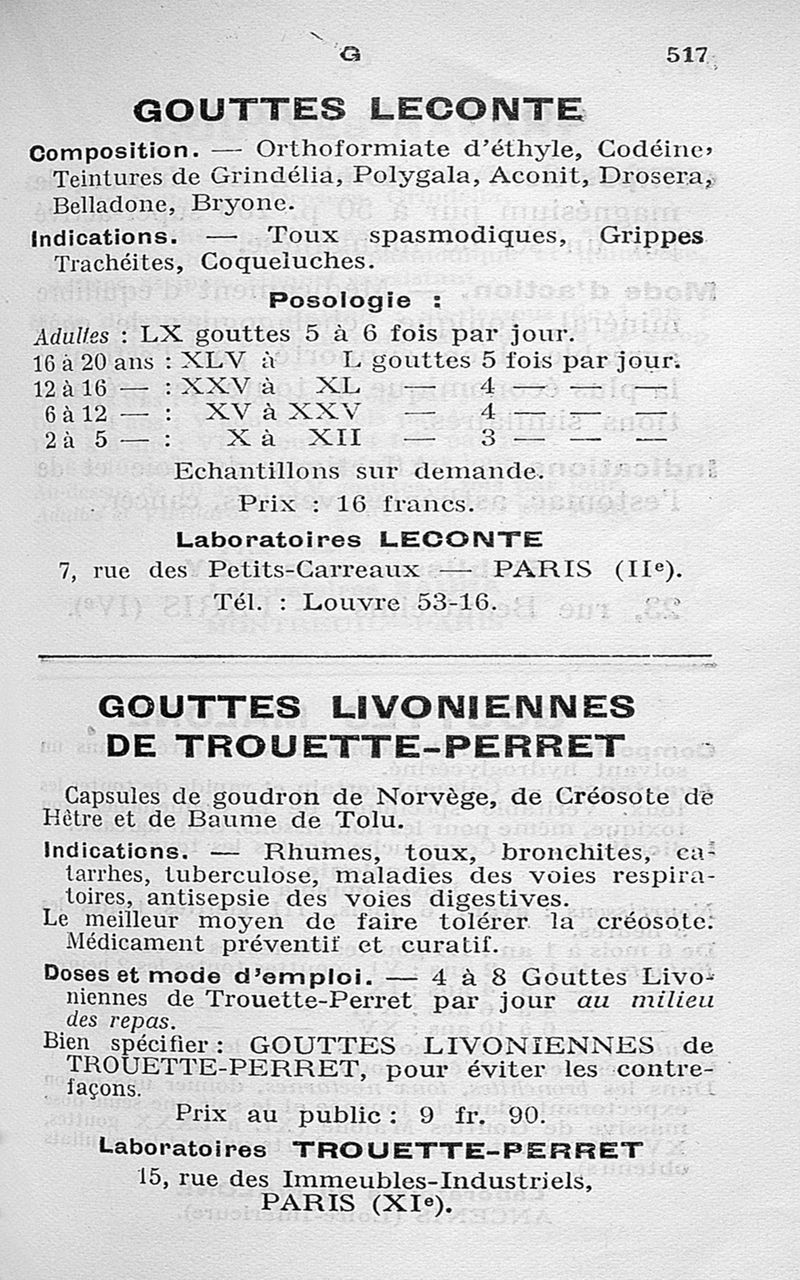 G 517
GOUTTES LECONTE
Composition. — Orthoformiate d'éthyle, Codéine,
Teintures de Grindélia, Polygala, Aconit, Drosera,
Belladone, Bryone.
Indications. — Toux spasmodiques, Grippes
Trachéites, Coqueluches.
Posologie :
Adultes : LX gouttes 5 à 6 fois par jour.
16 à 20 ans : XLV à L gouttes 5 fois par jour.
12 à 16 — : XXV à XL — 4 — — —
6 à 12 — : XV à XXV — 4 — — —
2 à 5 — : X à XII — 3 — — —
Echantillons sur demande.
Prix : 16 francs.
Laboratoires LECONTE
7, rue des Petits-Carreaux — PARIS (IIe).
Tél. : Louvre 53-16.
GOUTTES LIVONIENNES
DE TROUETTE-PERRET
Capsules de goudron de Norvège, de Créosote de
Hêtre et de Baume de Tolu.
Indications. — Rhumes, toux, bronchites, ca-
tarrhes, tuberculose, maladies des voies respira-
toires, antisepsie des voies digestives.
Le meilleur moyen de faire tolérer la créosote.
Médicament préventif et curatif.
Doses et mode d'emploi. — 4 à 8 Gouttes Livo-
niennes de Trouette-Perret par jour au milieu
des repas.
Bien spécifier : GOUTTES LIVONIENNES de
TROUETTE-PERRET, pour éviter les contre-
façons.
Prix au public : 9 fr. 90.
Laboratoires TROUETTE-PERRET
15, rue des Immeubles-Industriels,
PARIS (XIe).